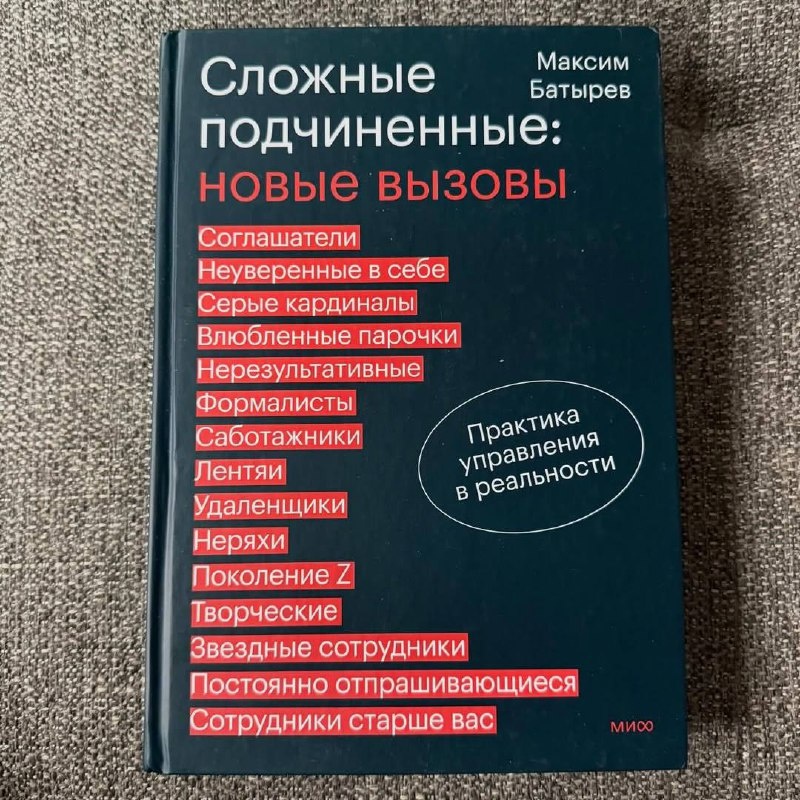 Сложные
подчиненные:
новые вызовы
Максим
Батырев
Соглашатели
Неуверенные в себе
Серые кардиналы
Влюбленные парочки
Нерезультативные
Формалисты
Саботажники
Лентяи
Удаленщики
Неряхи
Поколение Z
Творческие
Звездные сотрудники
Постоянно отпрашивающиеся
Сотрудники старше вас
Практика
управления
в реальности
МИФ